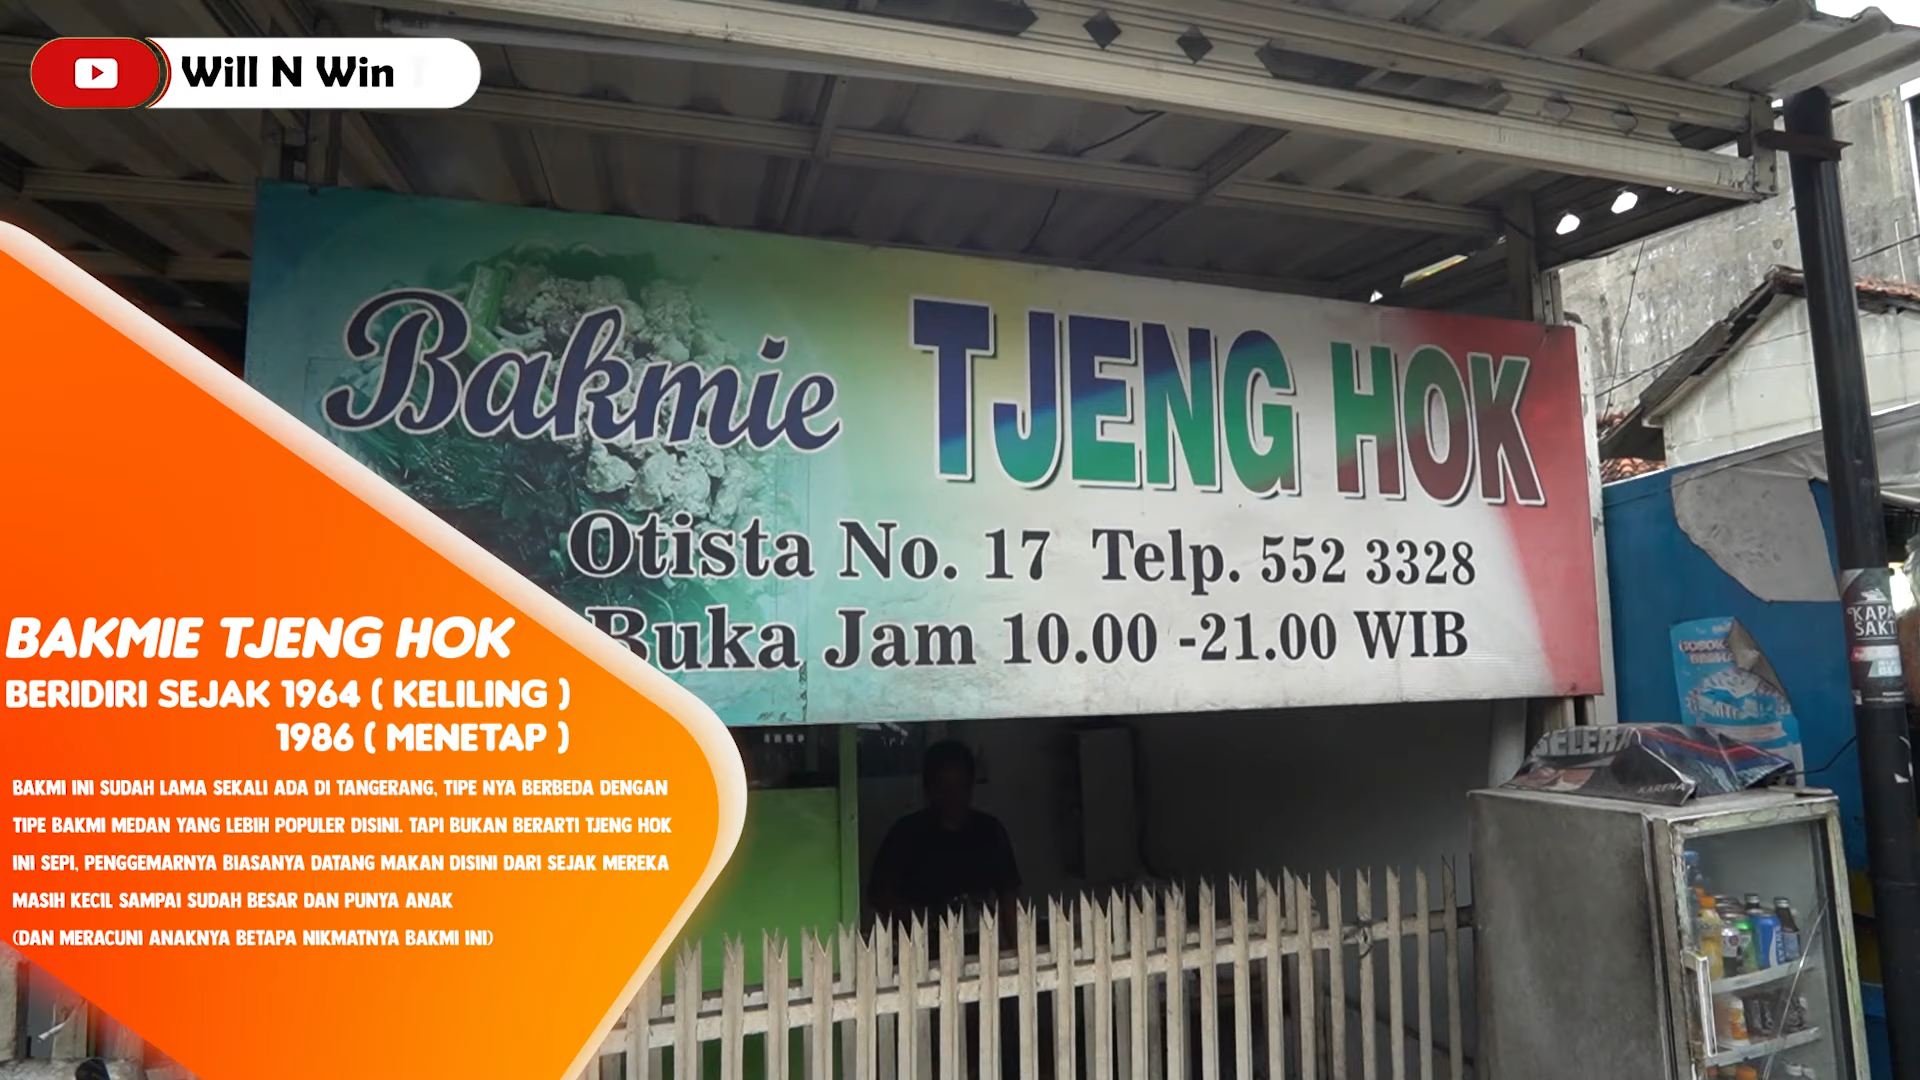 Will N Win
Bakmie TJENG HOK
Otista No. 17 Telp. 552 3328
Buka Jam 10.00 -21.00 WIB
BAKMIE TJENG HOK
BERIDIRI SEJAK 1964 ( KELILING )
1986 ( MENETAP )
BAKMI INI SUDAH LAMA SEKALI ADA DI TANGERANG, TIPE NYA BERBEDA DENGAN
TIPE BAKMI MEDAN YANG LEBIH POPULER DISINI. TAPI BUKAN BERARTI TJENG HOK
INI SEPI, PENGGEMARNYA BIASANYA DATANG MAKAN DISINI DARI SEJAK MEREKA
MASIH KECIL SAMPAI SUDAH BESAR DAN PUNYA ANAK
(DAN MERACUNI ANAKNYA BETAPA NIKMATNYA BAKMI INI)
KAPA
SAKTI
SELERA
KARENA